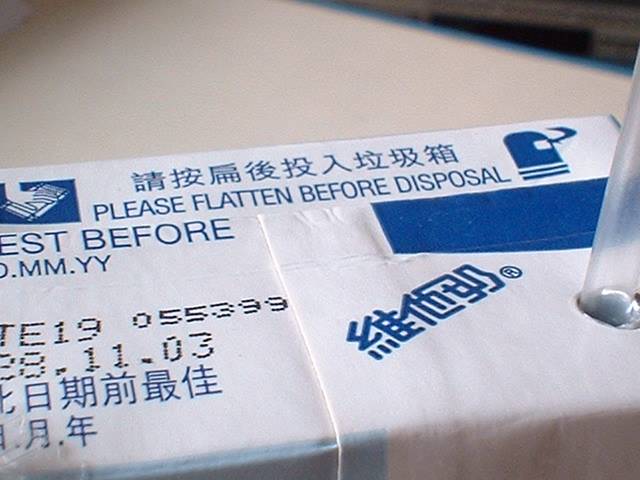 請按扁後投入垃圾箱
PLEASE FLATTEN BEFORE DISPOSAL
EST BEFORE
D.MM.YY
TE19 055399
28.11.03
此日期前最佳
日.月.年
維他奶®